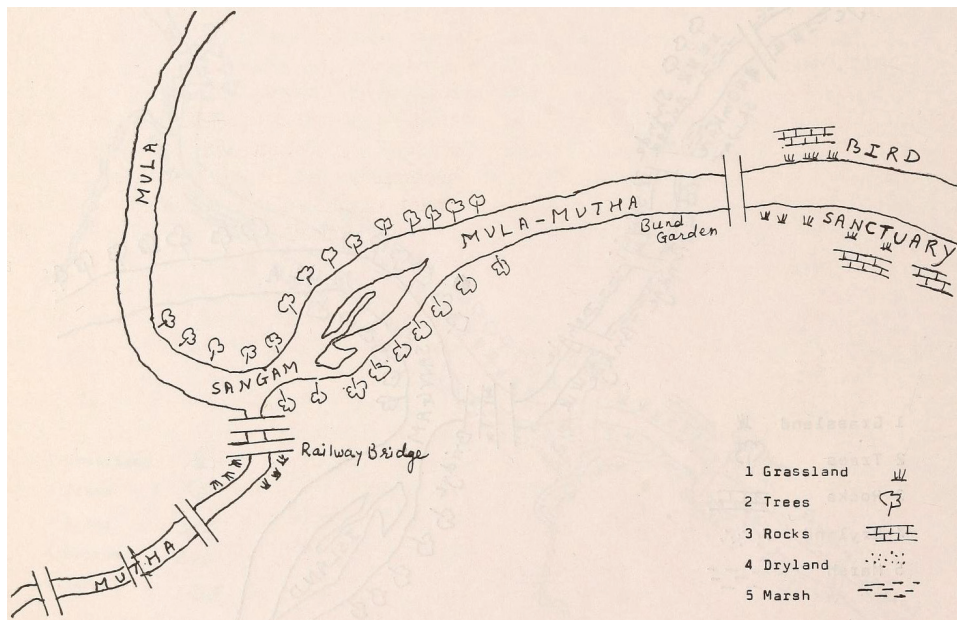 BIRD
SANCTUARY
MULA
MULA-MUTHA
Bund
Garden
SANGAM
Railway Bridge
MUTHA
1 Grassland
2 Trees
3 Rocks
4 Dryland
5 Marsh